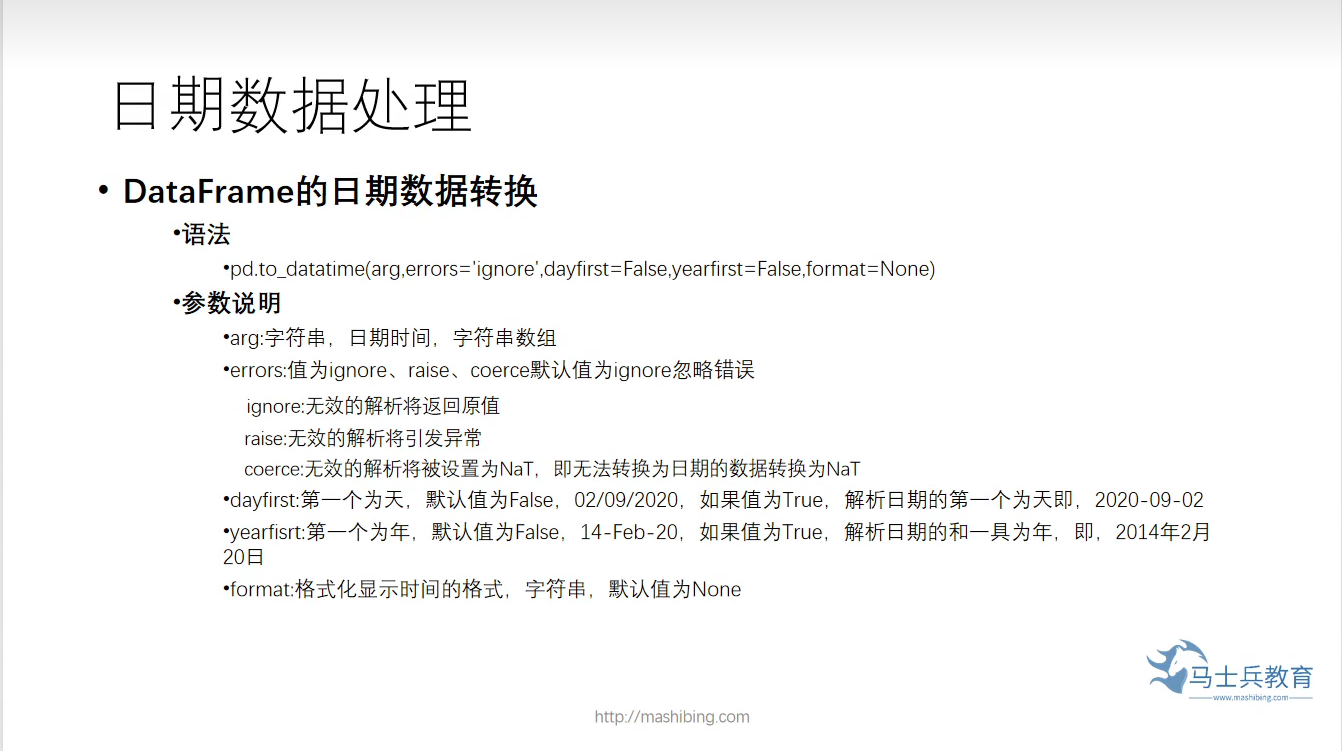 日期数据处理
• DataFrame的日期数据转换
•语法
•pd.to_datatime(arg,errors='ignore',dayfirst=False,yearfirst=False,format=None)
•参数说明
•arg:字符串，日期时间，字符串数组
•errors:值为ignore、raise、coerce默认值为ignore忽略错误
ignore:无效的解析将返回原值
raise:无效的解析将引发异常
coerce:无效的解析将被设置为NaT，即无法转换为日期的数据转换为NaT
•dayfirst:第一个为天，默认值为False，02/09/2020，如果值为True，解析日期的第一个为天即，2020-09-02
•yearfisrt:第一个为年，默认值为False，14-Feb-20，如果值为True，解析日期的和一具为年，即，2014年2月
20日
•format:格式化显示时间的格式，字符串，默认值为None
马士兵教育
www.mashibing.com
http://mashibing.com